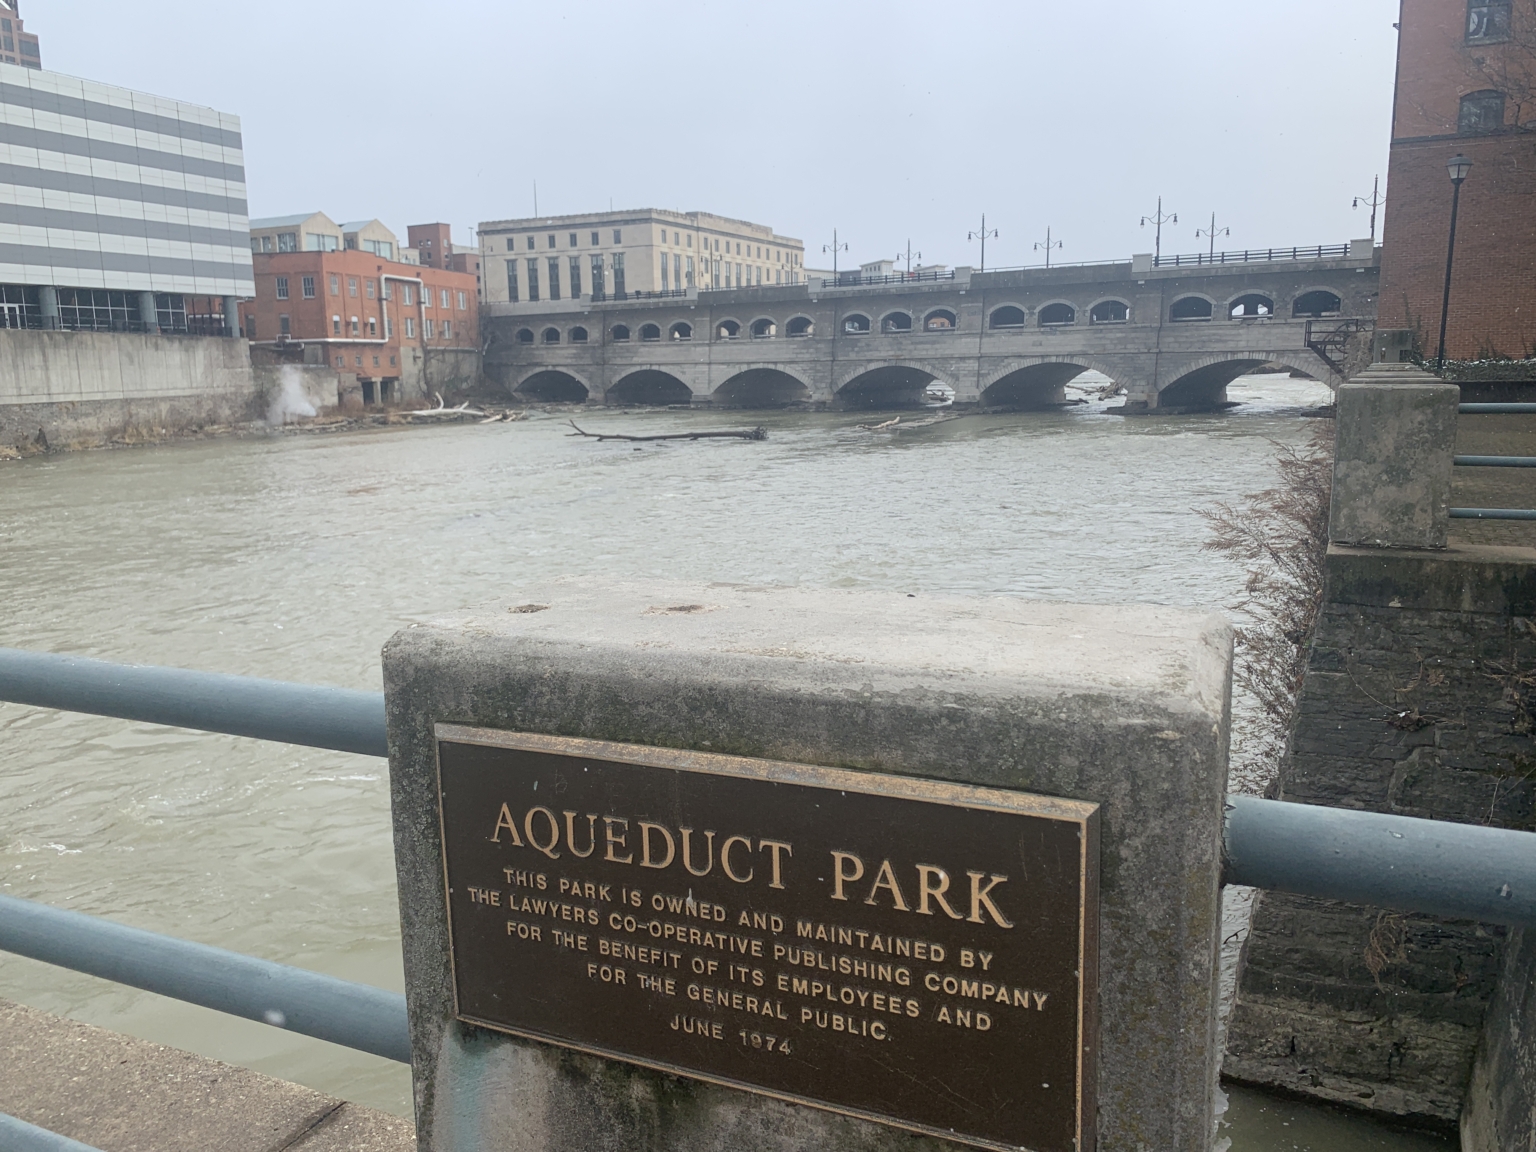 AQUEDUCT PARK
THIS PARK IS OWNED AND MAINTAINED BY
THE LAWYERS CO-OPERATIVE PUBLISHING COMPANY
FOR THE BENEFIT OF ITS EMPLOYEES AND
FOR THE GENERAL PUBLIC.
JUNE 1974